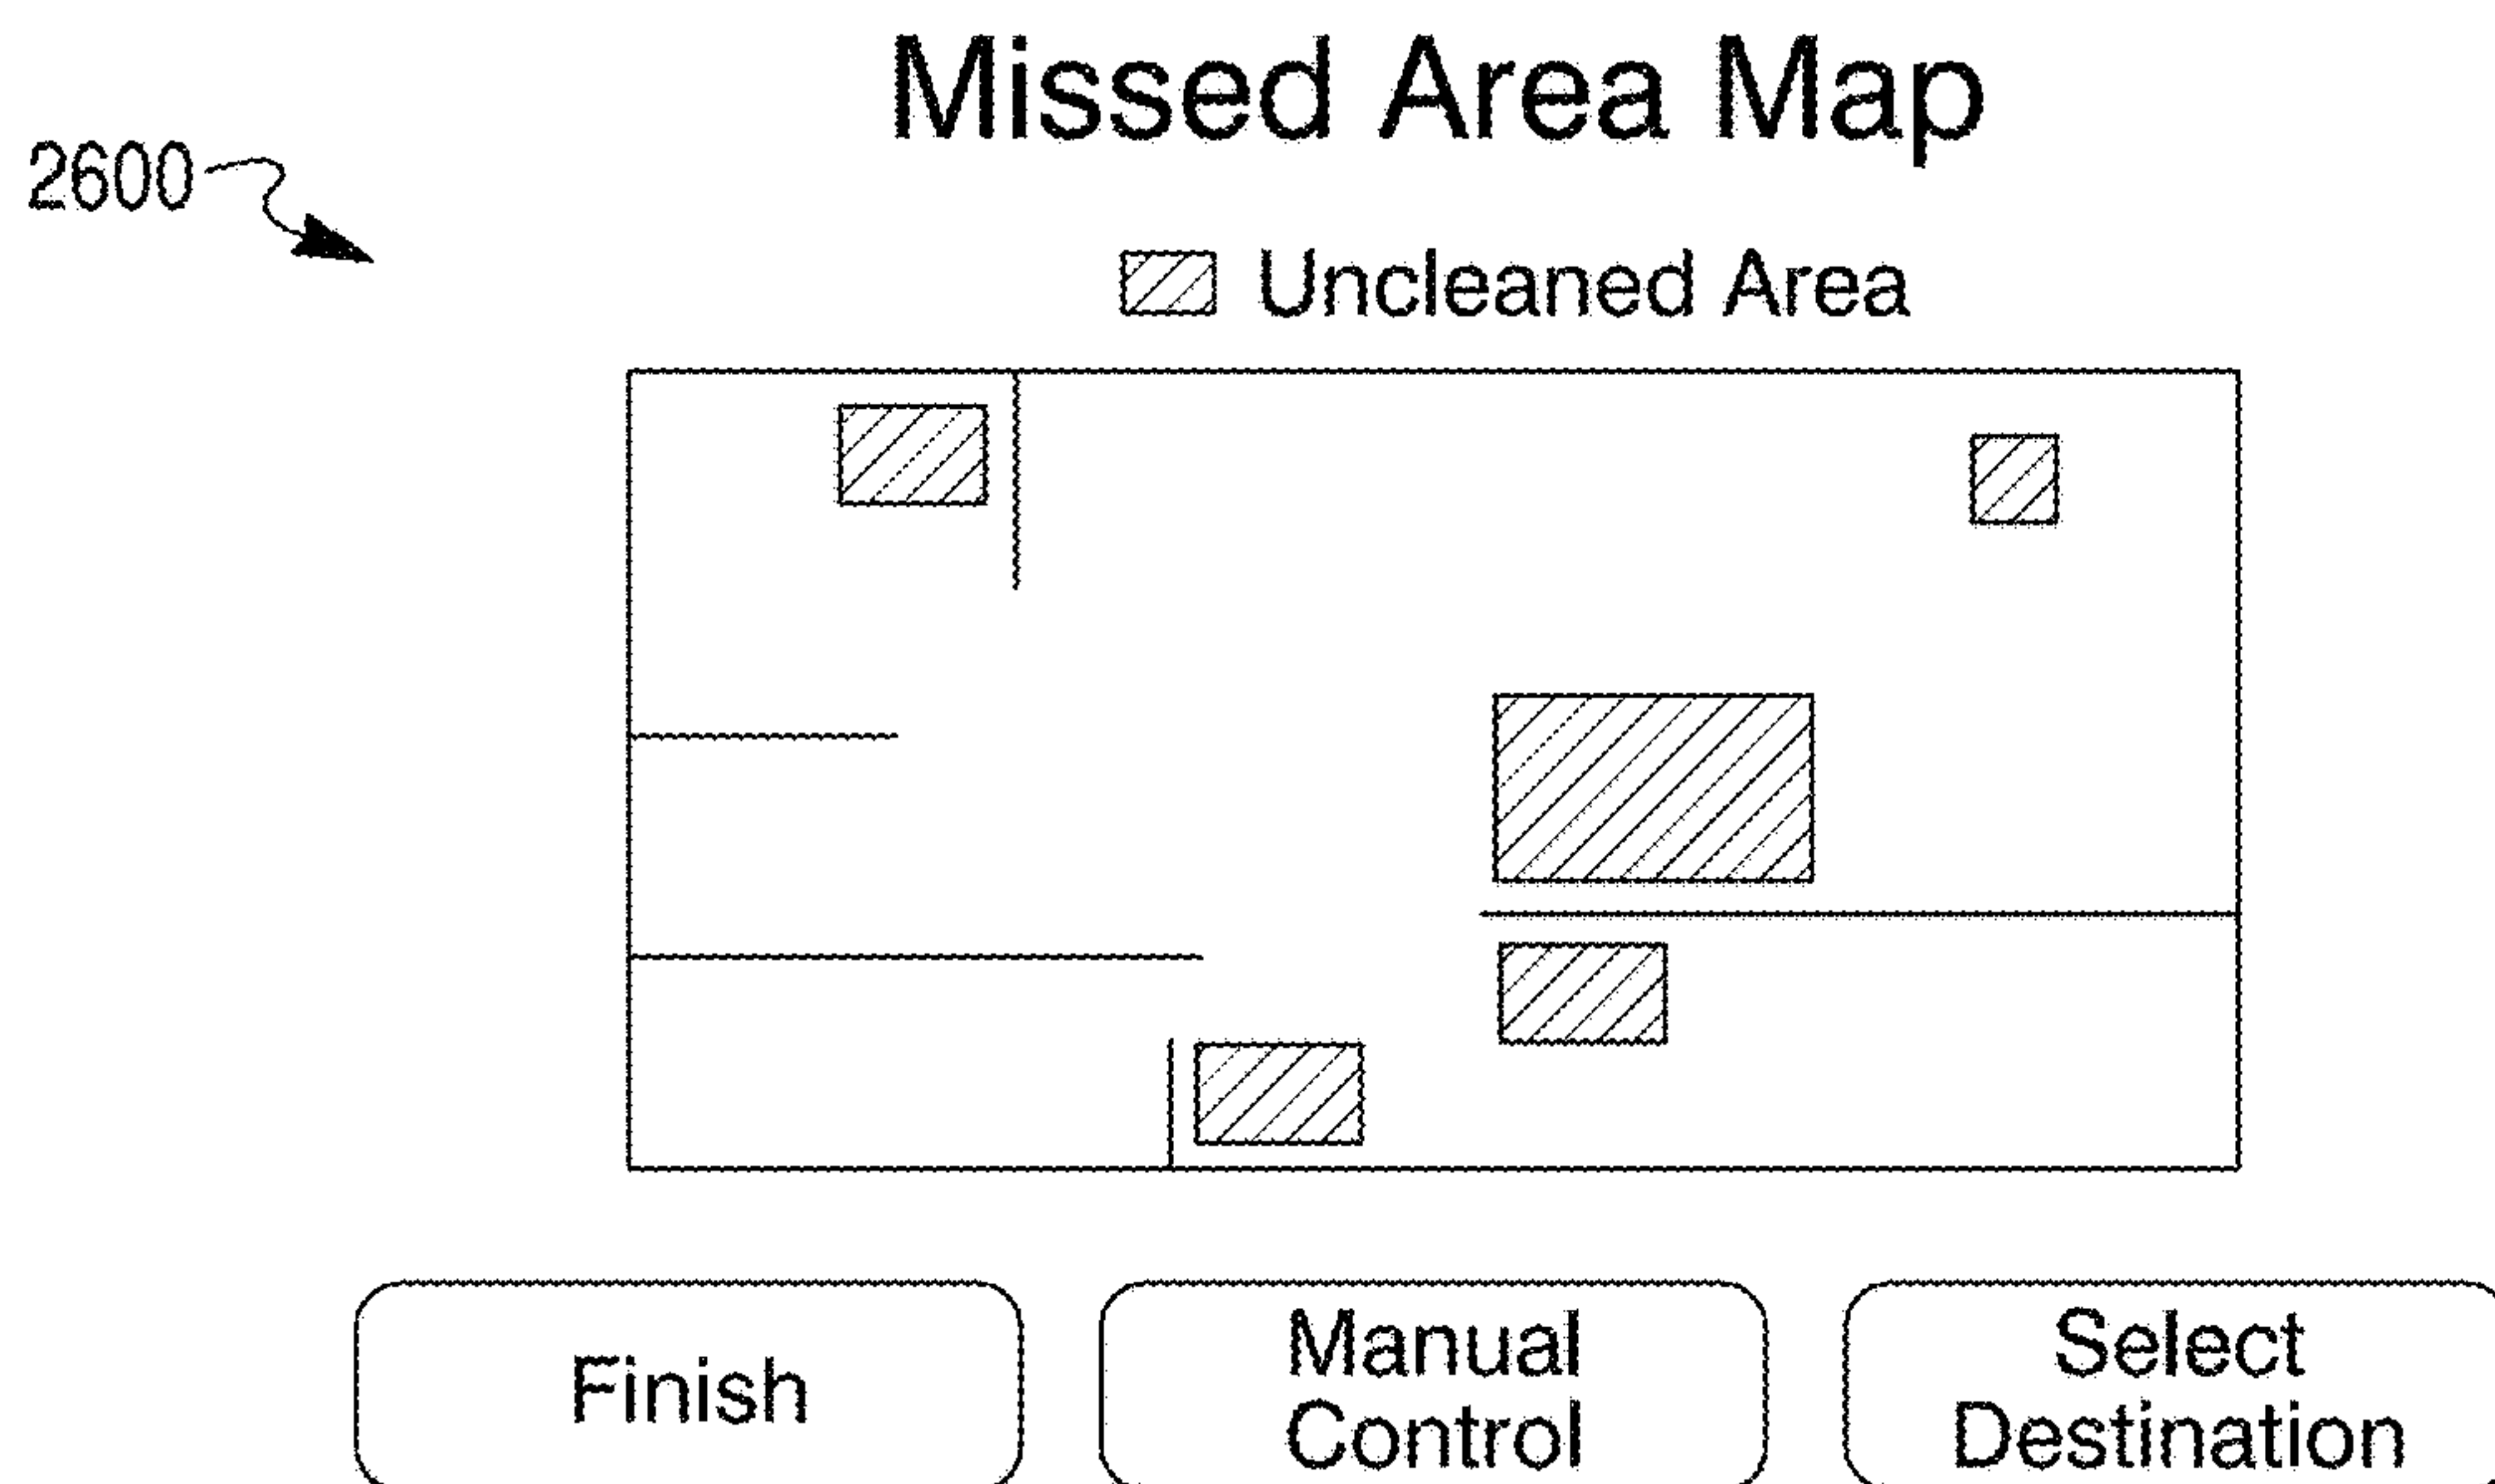 Missed Area Map
2600
Uncleaned Area
Finish
Manual
Control
Select
Destination